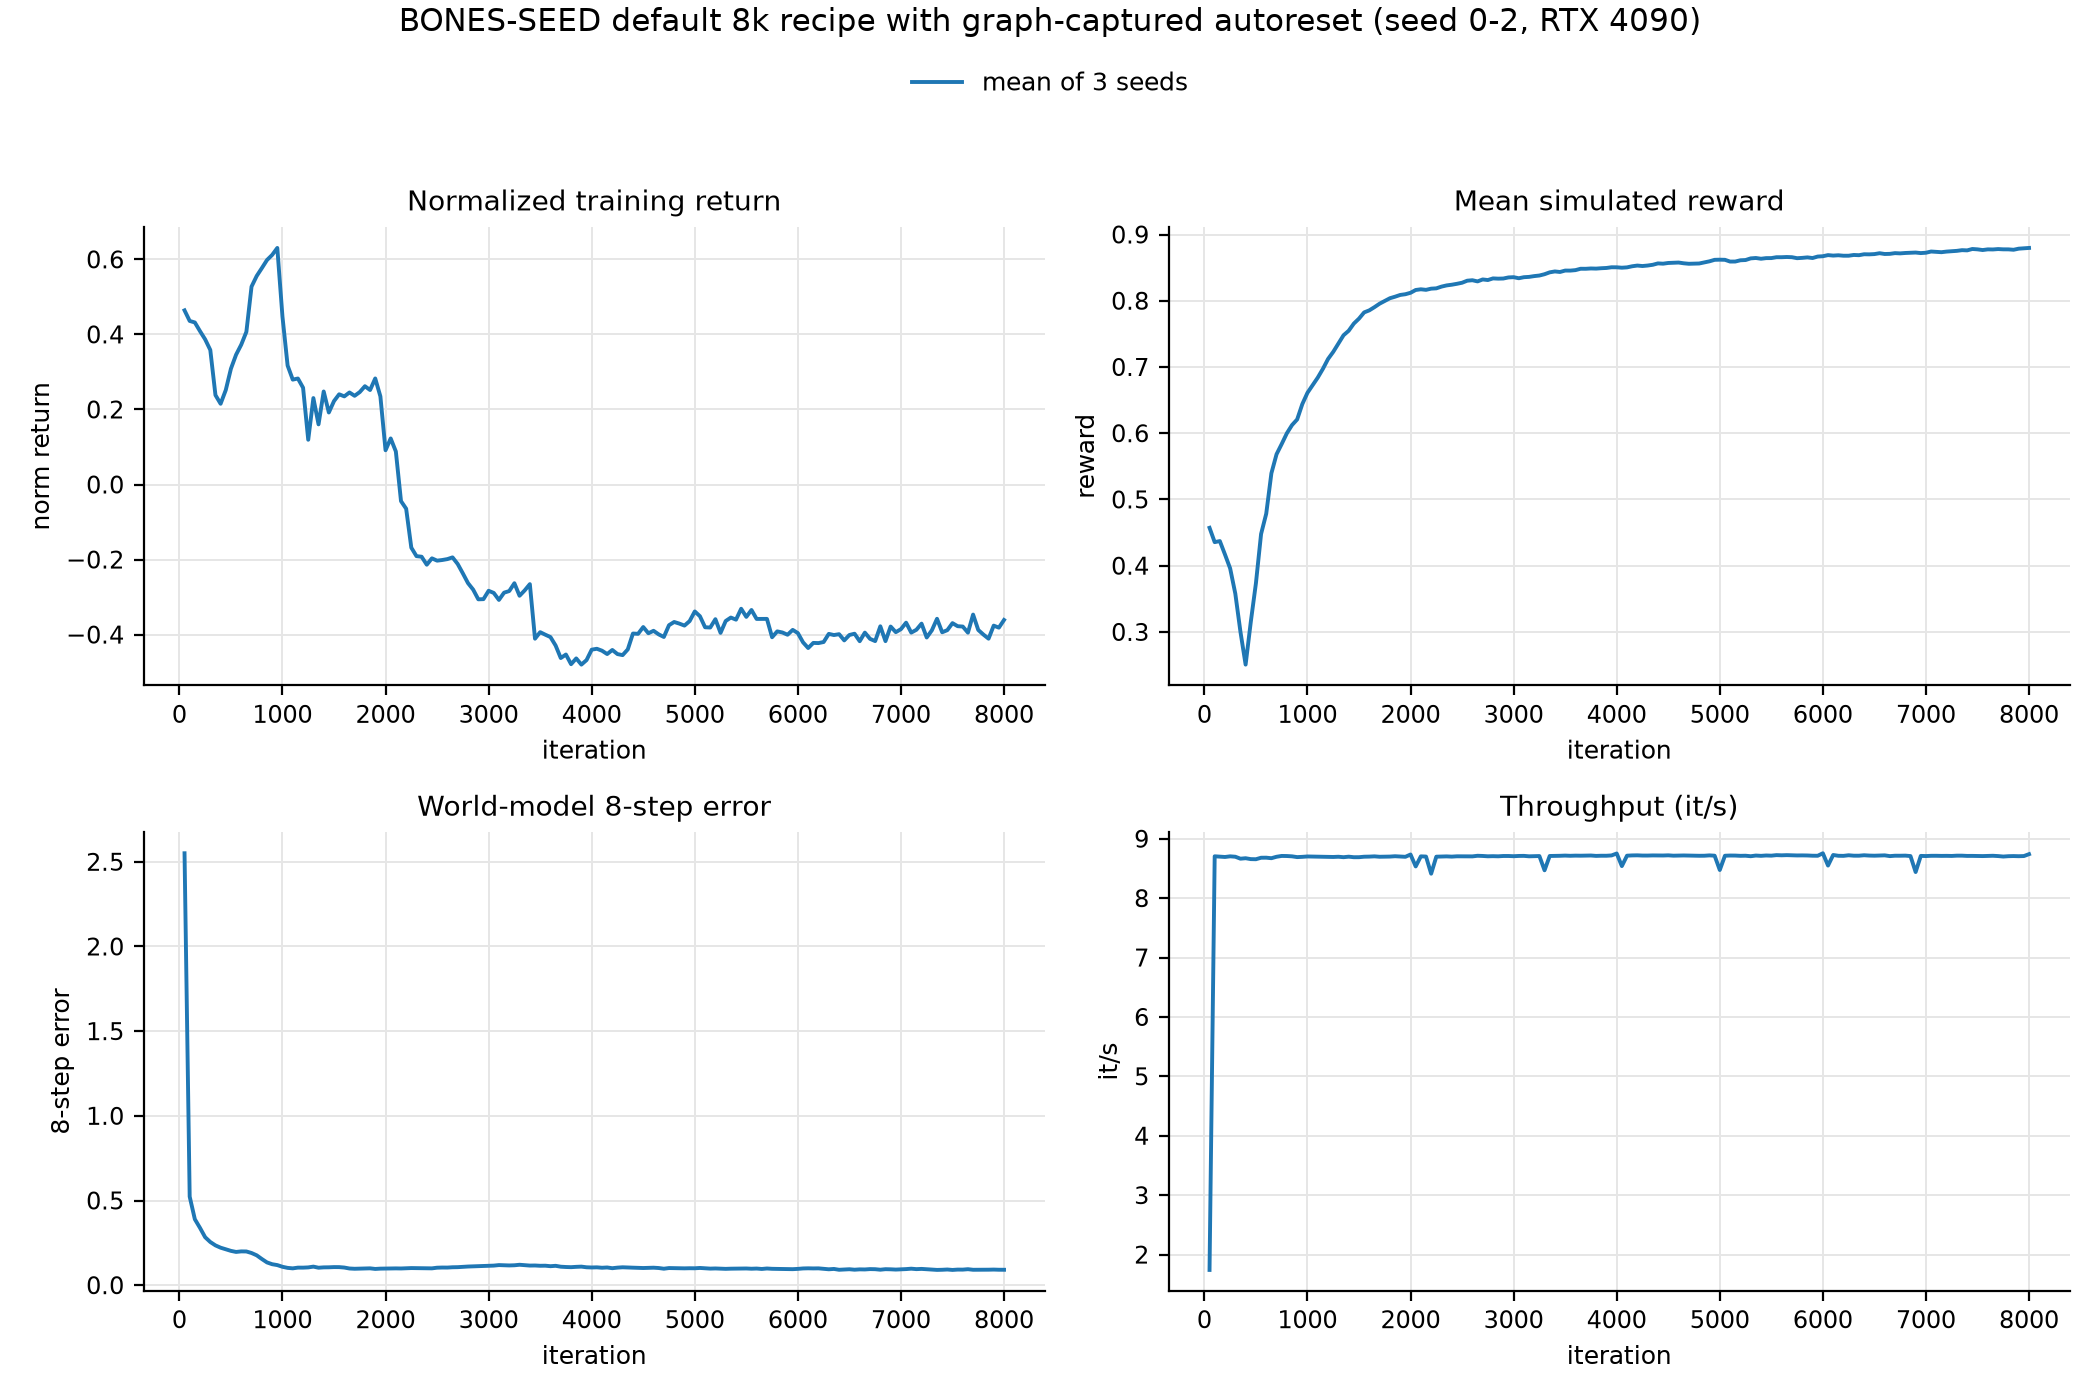 BONES-SEED default 8k recipe with graph-captured autoreset (seed 0-2, RTX 4090)
mean of 3 seeds
Normalized training return
norm return
0.6
0.4
0.2
0.0
−0.2
−0.4
0 1000 2000 3000 4000 5000 6000 7000 8000
iteration
Mean simulated reward
reward
0.9
0.8
0.7
0.6
0.5
0.4
0.3
0 1000 2000 3000 4000 5000 6000 7000 8000
iteration
World-model 8-step error
8-step error
2.5
2.0
1.5
1.0
0.5
0.0
0 1000 2000 3000 4000 5000 6000 7000 8000
iteration
Throughput (it/s)
it/s
9
8
7
6
5
4
3
2
0 1000 2000 3000 4000 5000 6000 7000 8000
iteration